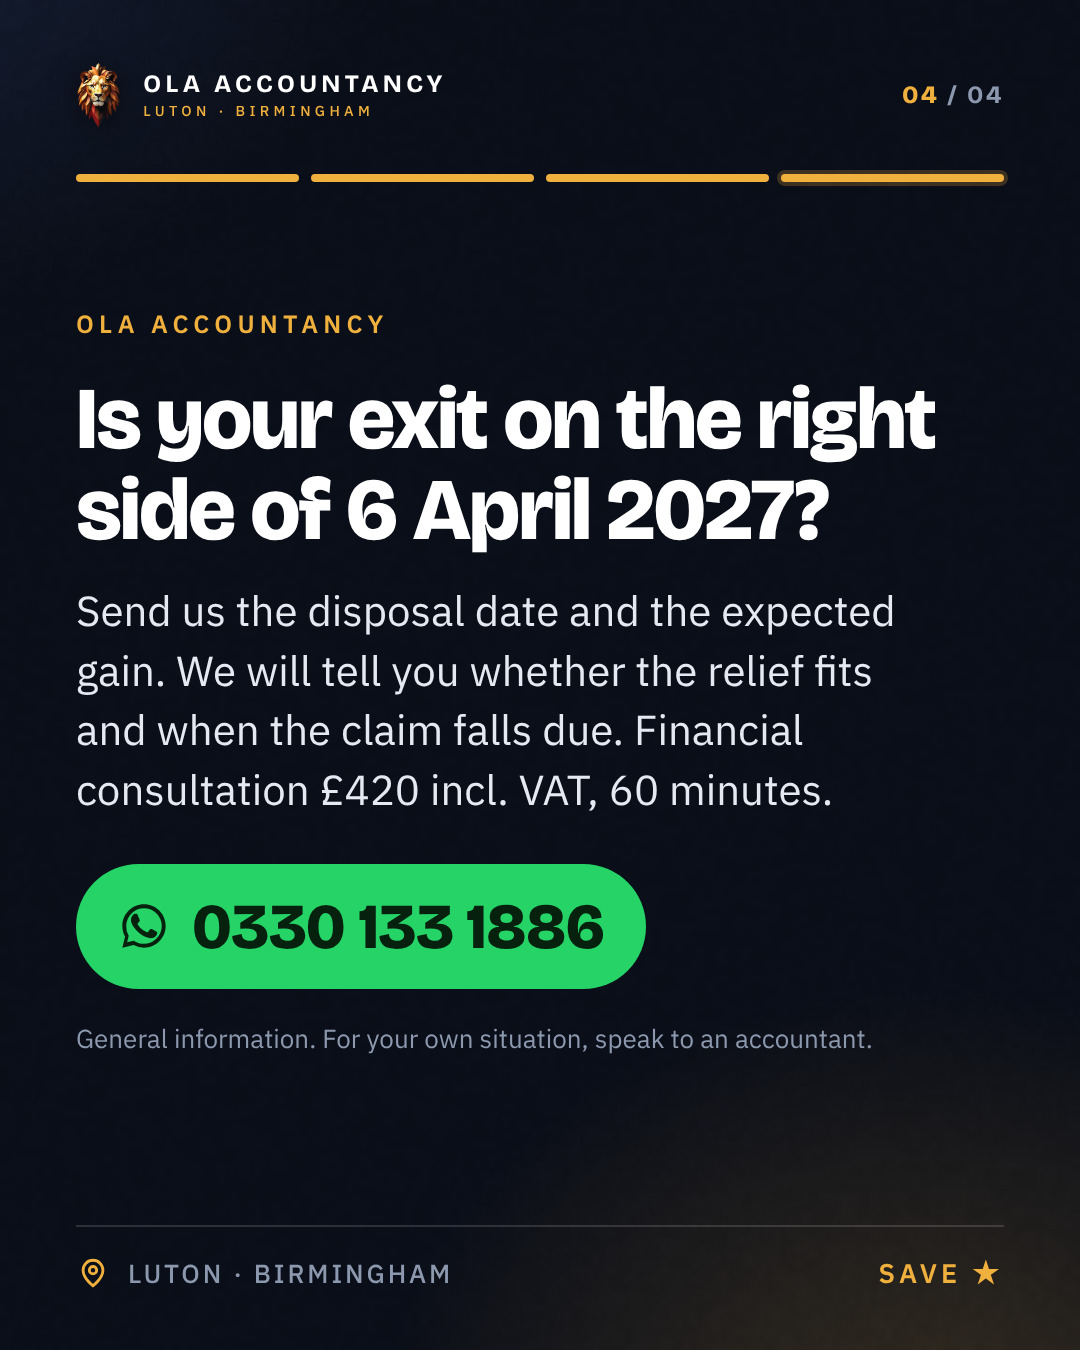 OLA ACCOUNTANCY
LUTON · BIRMINGHAM
04 / 04
OLA ACCOUNTANCY
Is your exit on the right
side of 6 April 2027?
Send us the disposal date and the expected
gain. We will tell you whether the relief fits
and when the claim falls due. Financial
consultation £420 incl. VAT, 60 minutes.
0330 133 1886
General information. For your own situation, speak to an accountant.
LUTON · BIRMINGHAM
SAVE ★